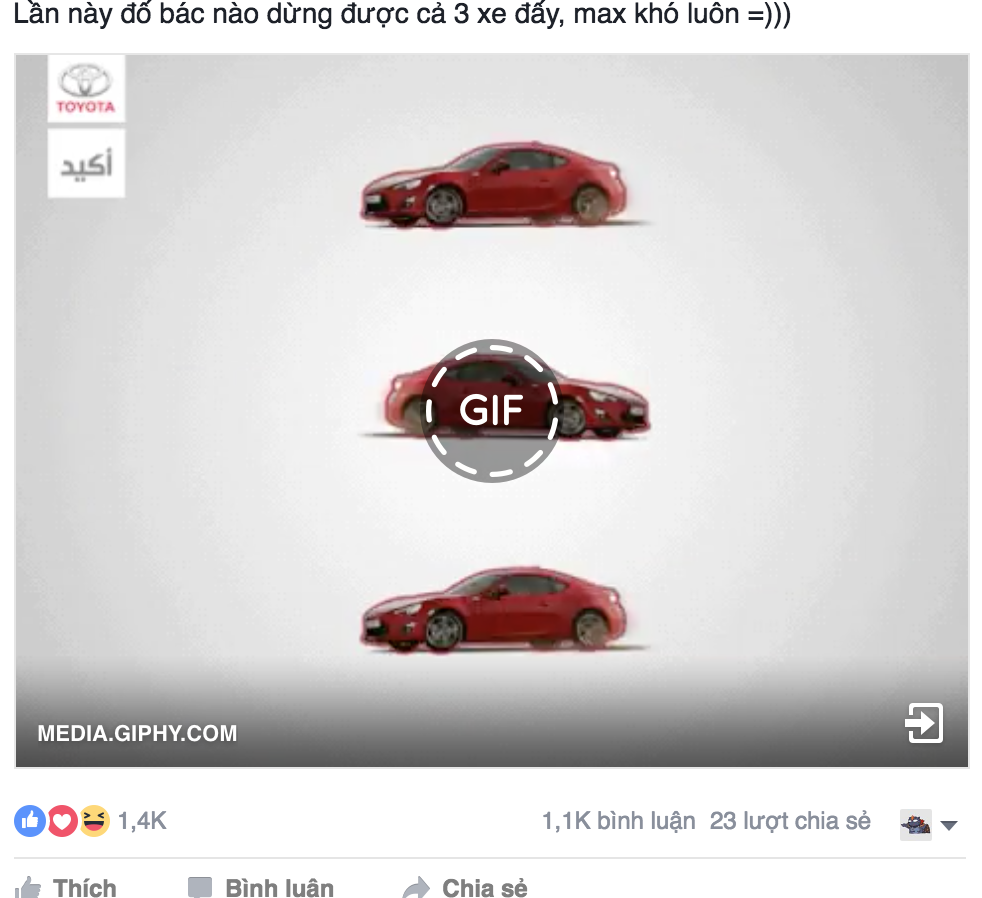 Lần này đố bác nào dừng được cả 3 xe đấy, max khó luôn =)))
TOYOTA
أكيد
GIF
MEDIA.GIPHY.COM
1,4K
1,1K bình luận 23 lượt chia sẻ
Thích Bình luận Chia sẻ